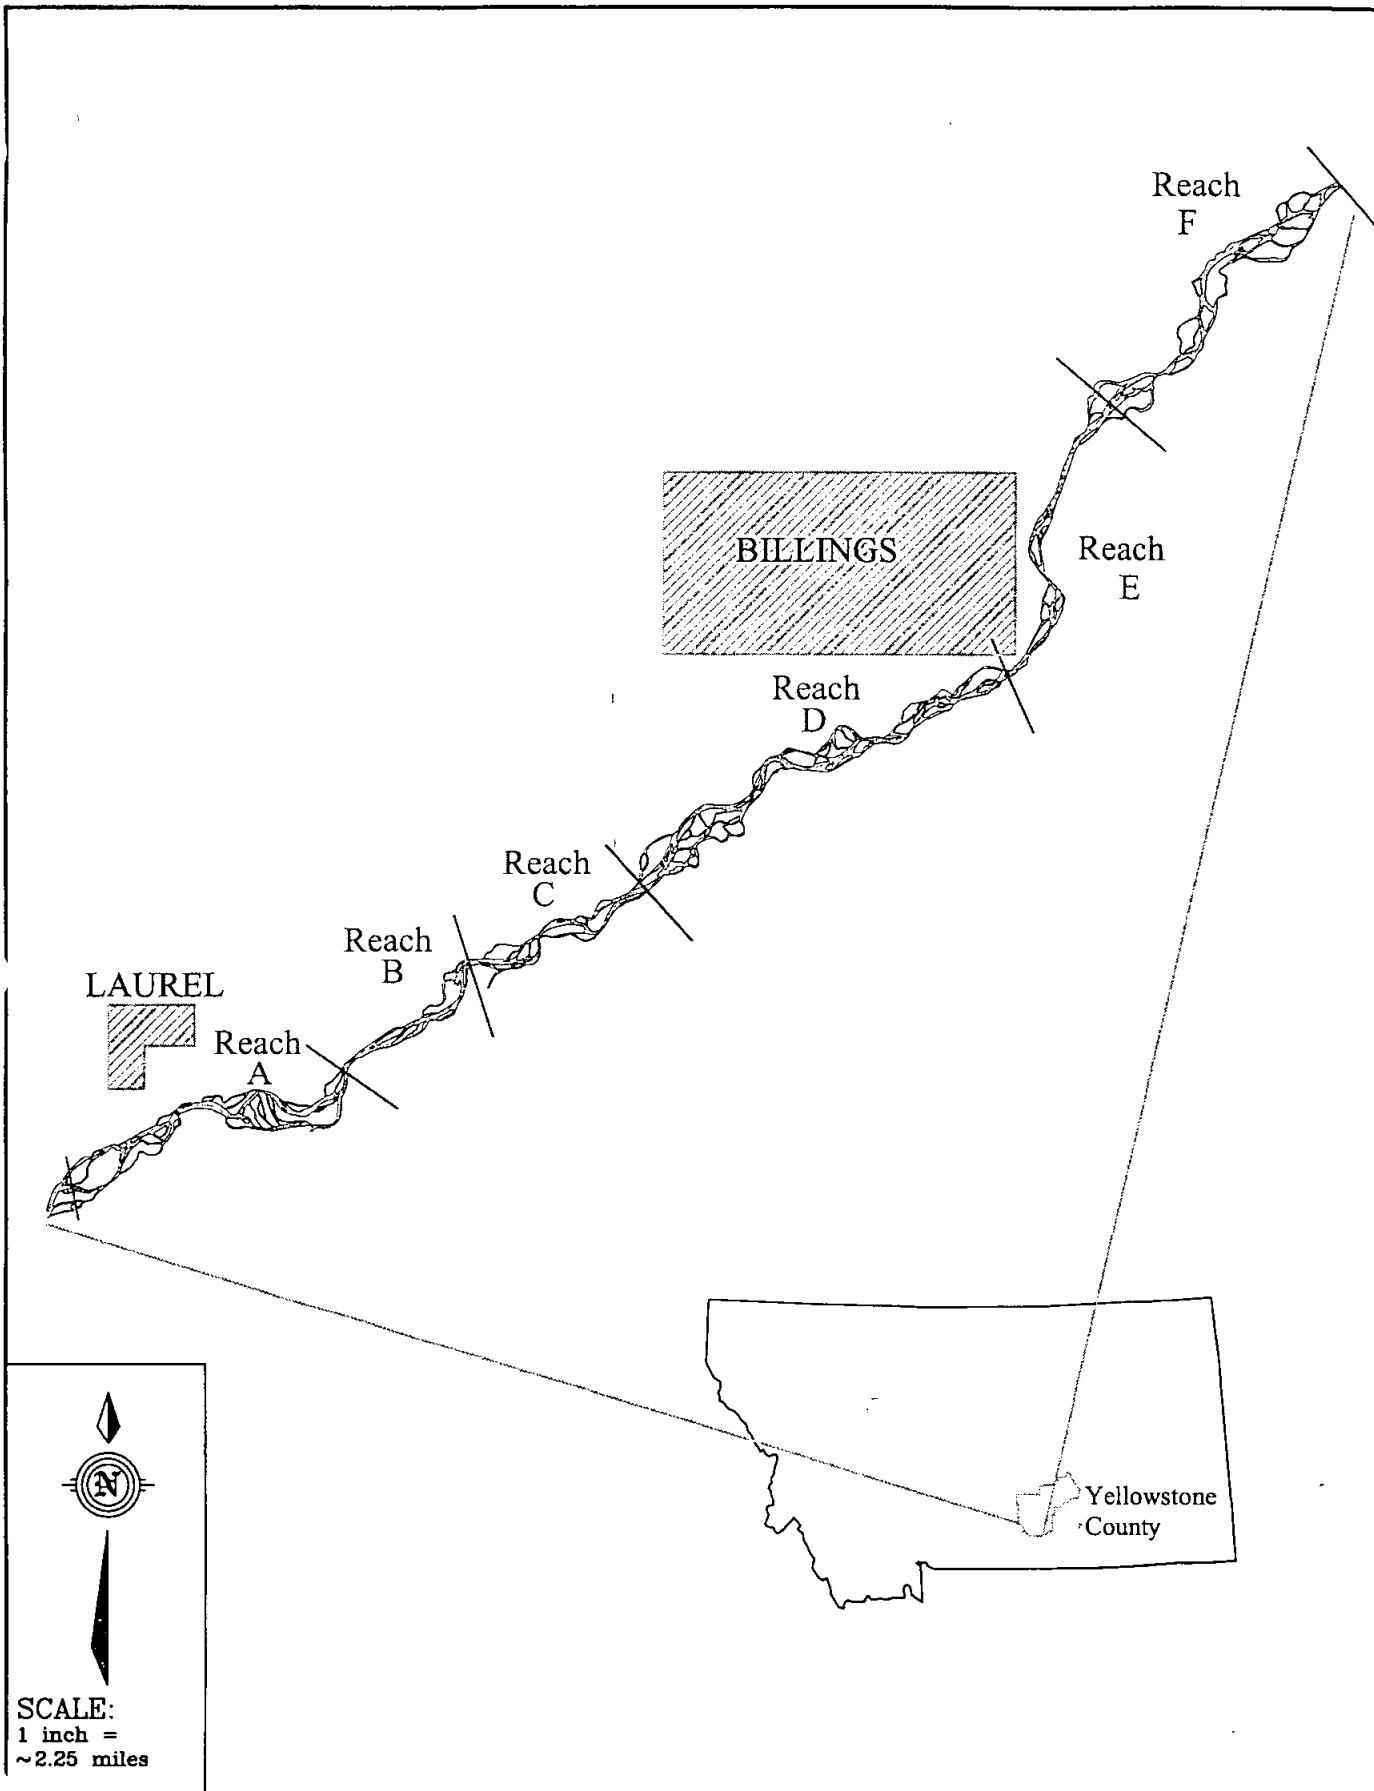 Reach
F
BILLINGS
Reach
E
Reach
D
Reach
C
Reach
B
LAUREL
Reach
A
Yellowstone
County
N
SCALE:
1 inch =
~2.25 miles